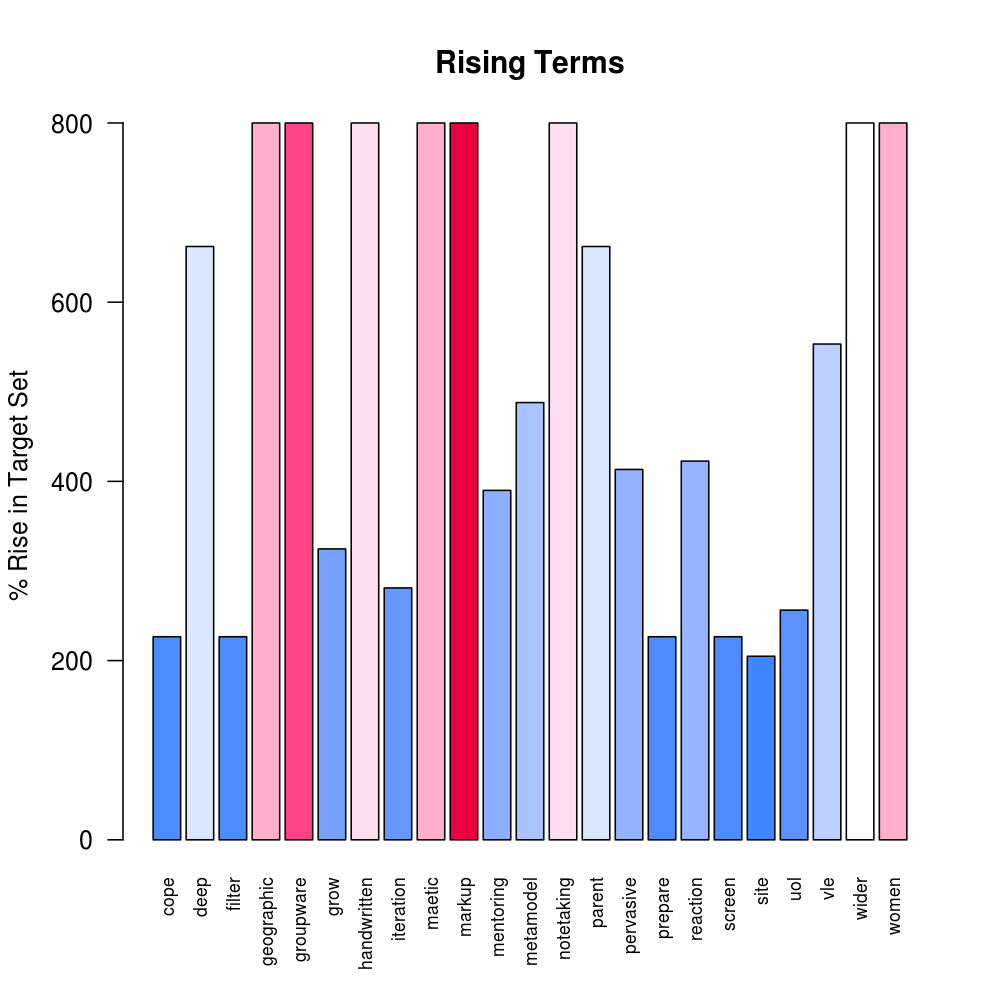 Rising Terms
% Rise in Target Set
800
600
400
200
0
cope
deep
filter
geographic
groupware
grow
handwritten
iteration
maetic
markup
mentoring
metamodel
notetaking
parent
pervasive
prepare
reaction
screen
site
uol
vle
wider
women